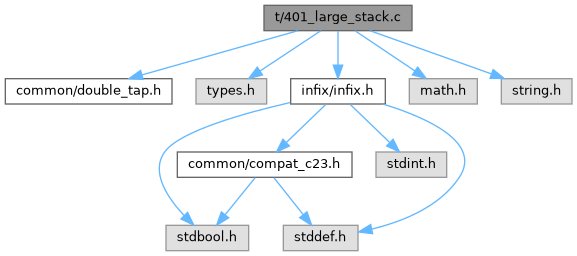 t/401_large_stack.c
common/double_tap.h
types.h
infix/infix.h
math.h
string.h
common/compat_c23.h
stdint.h
stdbool.h
stddef.h